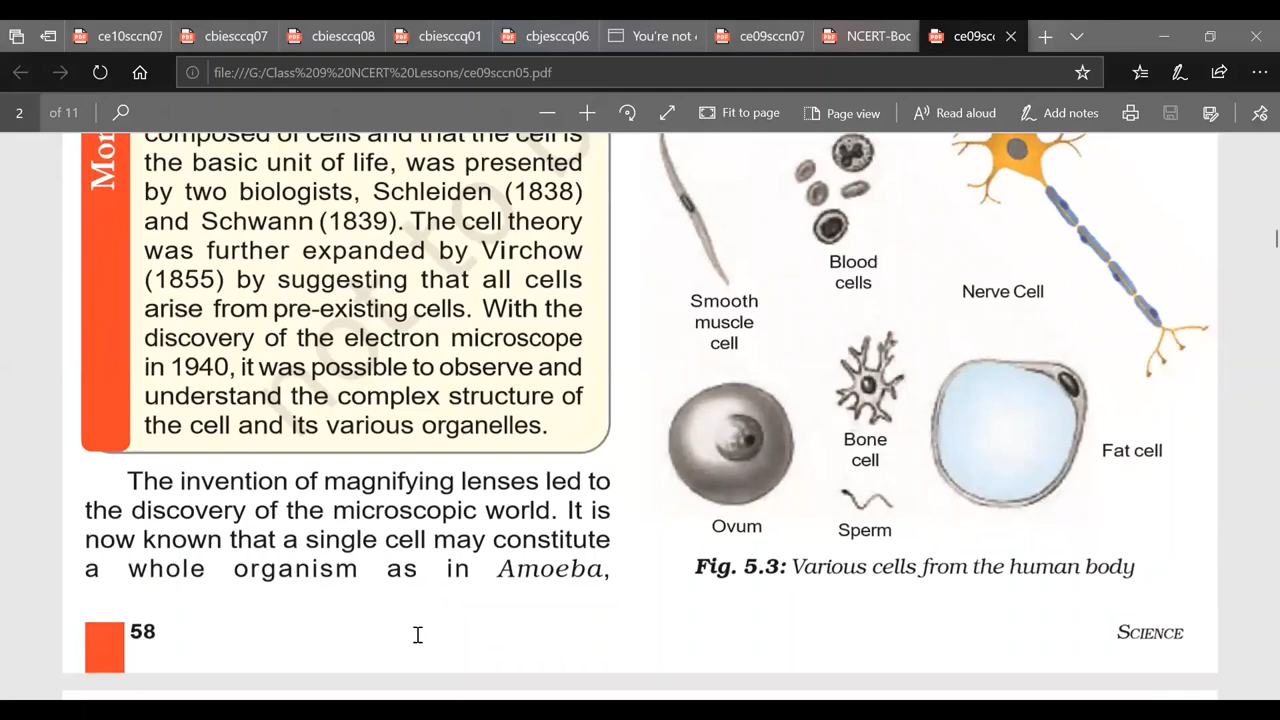 ce10sccn07
cbiesccq07
cbiesccq08
cbiesccq01
cbjesccq06
You're not
ce09sccn07
NCERT-Boc
ce09scc
file:///G:/Class%209%20NCERT%20Lessons/ce09sccn05.pdf
2 of 11
Fit to page
Page view
Read aloud
Add notes
Mor
composed of cells and that the cell is
the basic unit of life, was presented
by two biologists, Schleiden (1838)
and Schwann (1839). The cell theory
was further expanded by Virchow
(1855) by suggesting that all cells
arise from pre-existing cells. With the
discovery of the electron microscope
in 1940, it was possible to observe and
understand the complex structure of
the cell and its various organelles.
not to b
The invention of magnifying lenses led to
the discovery of the microscopic world. It is
now known that a single cell may constitute
a whole organism as in Amoeba,
58
Smooth
muscle
cell
Blood
cells
Nerve Cell
Ovum
Bone
cell
Sperm
Fat cell
Fig. 5.3: Various cells from the human body
SCIENCE